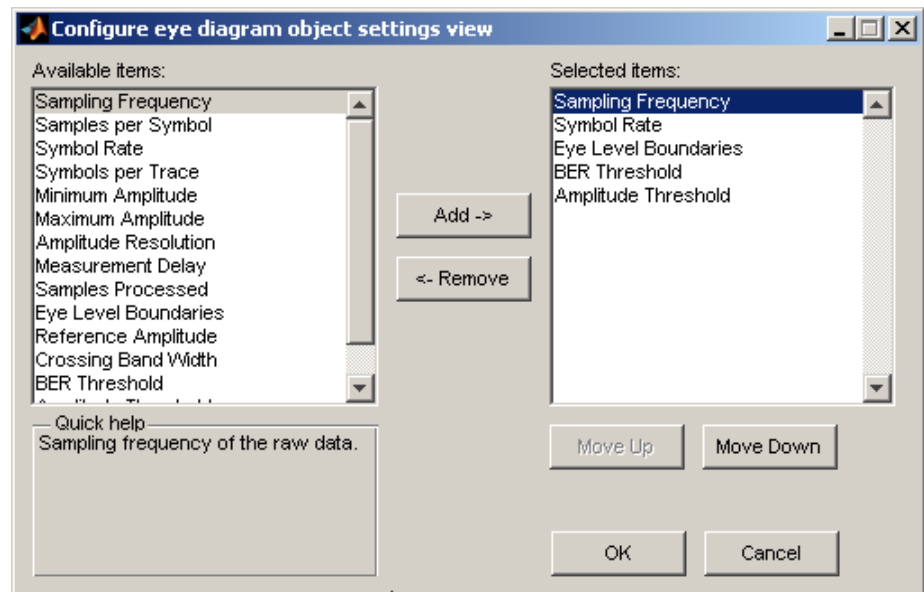 Configure eye diagram object settings view
Available items:
Sampling Frequency
Samples per Symbol
Symbol Rate
Symbols per Trace
Minimum Amplitude
Maximum Amplitude
Amplitude Resolution
Measurement Delay
Samples Processed
Eye Level Boundaries
Reference Amplitude
Crossing Band Width
BER Threshold
Add ->
<- Remove
Selected items:
Sampling Frequency
Symbol Rate
Eye Level Boundaries
BER Threshold
Amplitude Threshold
Quick help
Sampling frequency of the raw data.
Move Up
Move Down
OK
Cancel